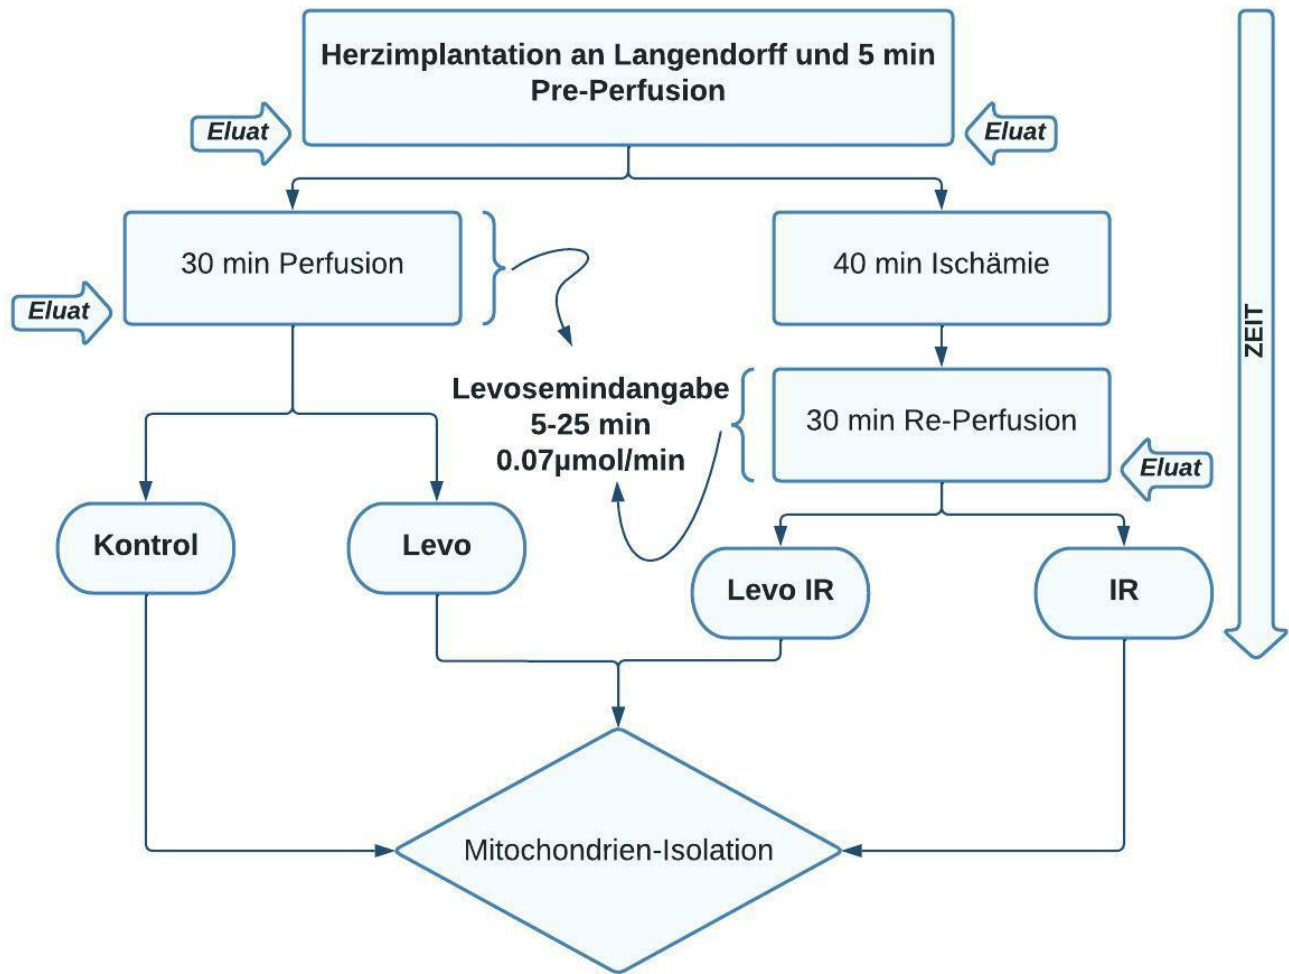 Herzimplantation an Langendorff und 5 min
Pre-Perfusion
Eluat
Eluat
30 min Perfusion
40 min Ischämie
Eluat
ZEIT
Levosemindangabe
5-25 min
0.07µmol/min
30 min Re-Perfusion
Eluat
Kontrol
Levo
Levo IR
IR
Mitochondrien-Isolation